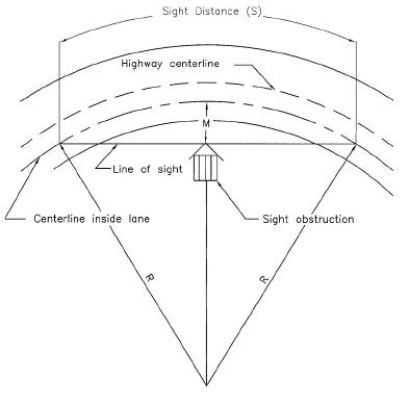 Sight Distance (S)
Highway centerline
M
Line of sight
Centerline inside lane
Sight obstruction
R
R